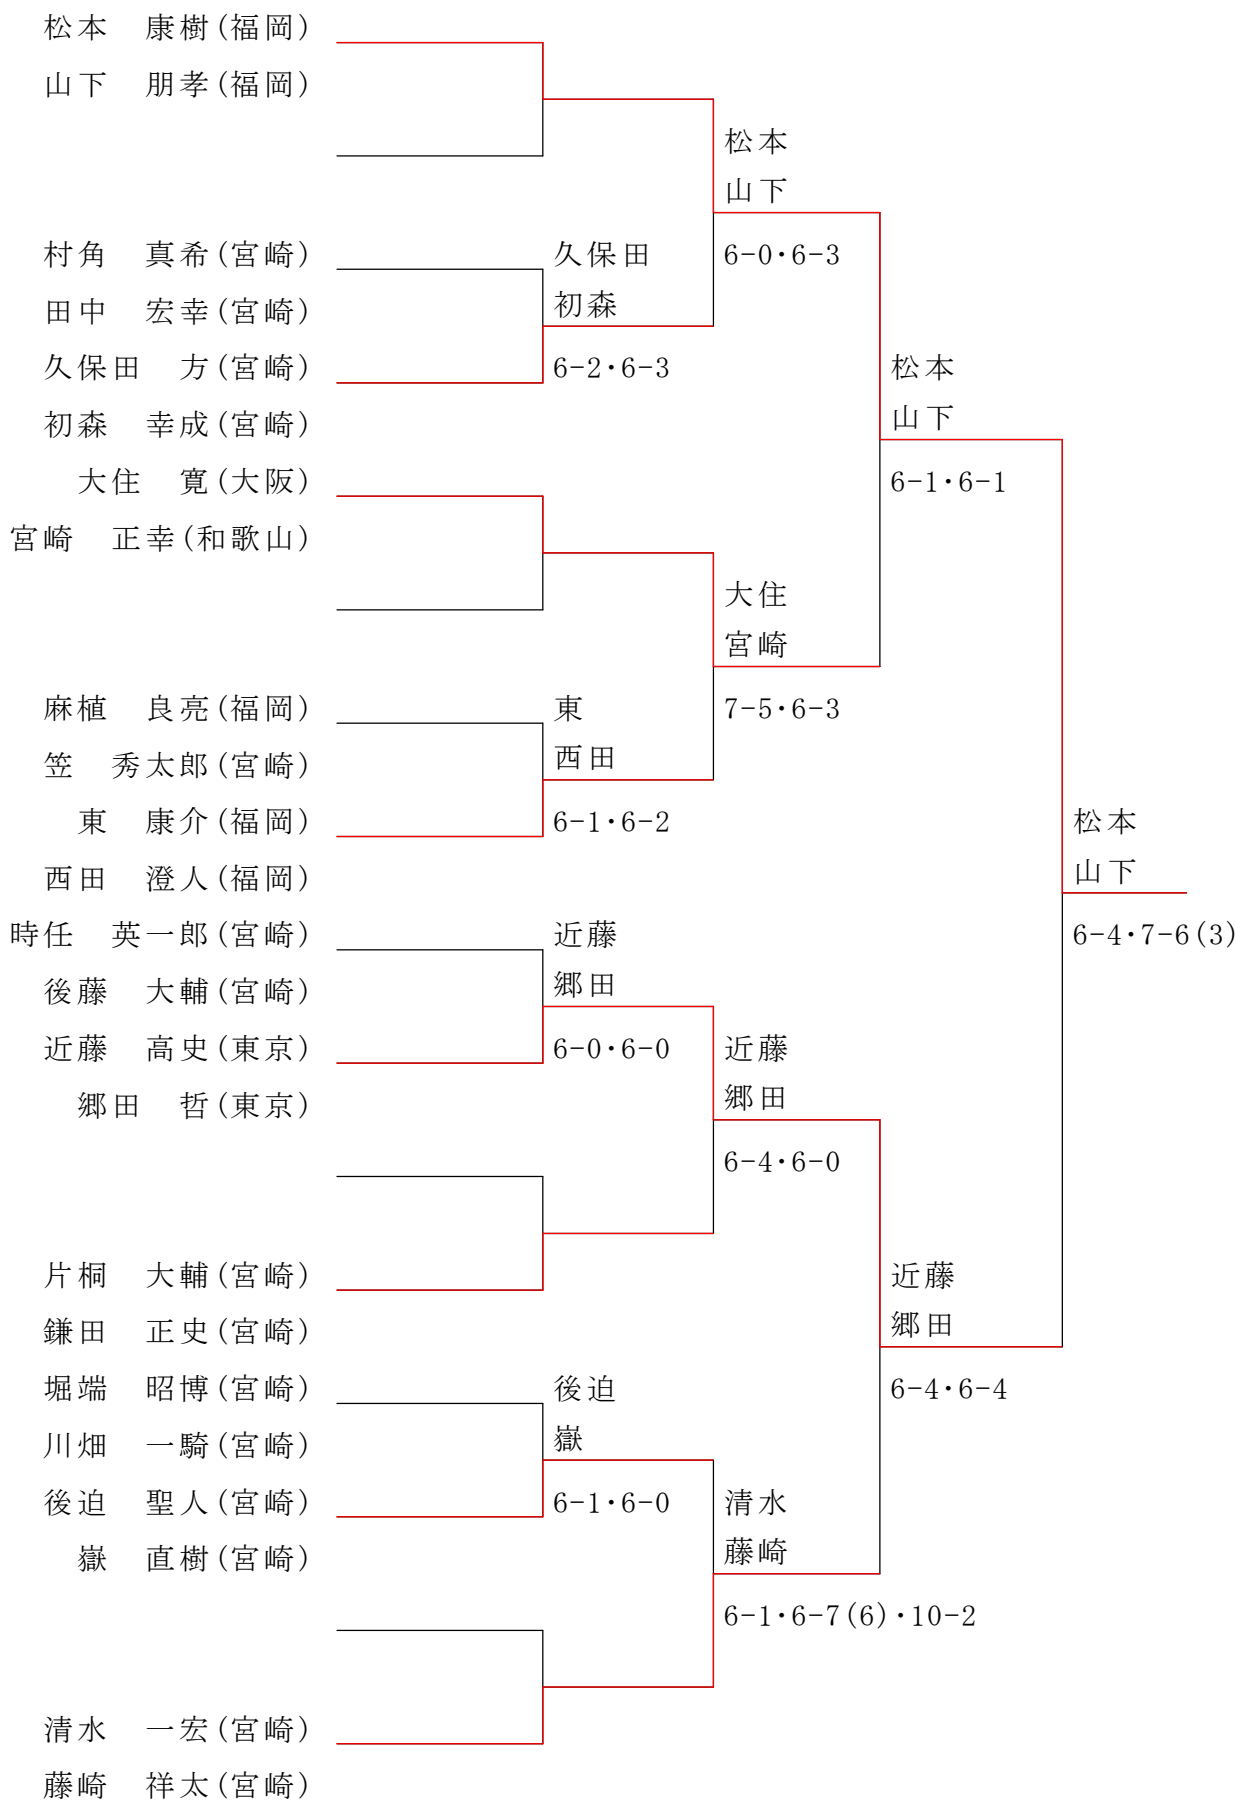 松本　康樹(福岡)
山下　朋孝(福岡)
松本
山下
村角　真希(宮崎)
久保田
6-0・6-3
田中　宏幸(宮崎)
初森
久保田　方(宮崎)
6-2・6-3
松本
初森　幸成(宮崎)
山下
大住　寛(大阪)
6-1・6-1
宮崎　正幸(和歌山)
大住
宮崎
麻植　良亮(福岡)
東
7-5・6-3
笠　秀太郎(宮崎)
西田
東　康介(福岡)
6-1・6-2
松本
西田　澄人(福岡)
山下
時任　英一郎(宮崎)
近藤
6-4・7-6(3)
後藤　大輔(宮崎)
郷田
近藤　高史(東京)
6-0・6-0
近藤
郷田　哲(東京)
郷田
6-4・6-0
片桐　大輔(宮崎)
近藤
鎌田　正史(宮崎)
郷田
堀端　昭博(宮崎)
後迫
6-4・6-4
川畑　一騎(宮崎)
嶽
後迫　聖人(宮崎)
6-1・6-0
清水
嶽　直樹(宮崎)
藤崎
6-1・6-7(6)・10-2
清水　一宏(宮崎)
藤崎　祥太(宮崎)